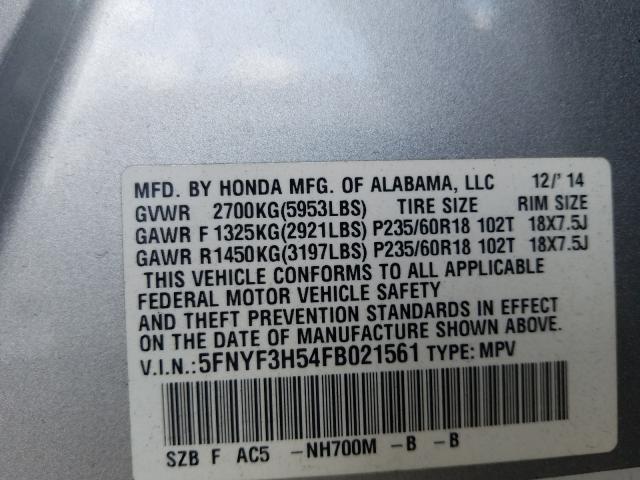 MFD. BY HONDA MFG. OF ALABAMA, LLC 12/'14
GVWR 2700KG(5953LBS) TIRE SIZE RIM SIZE
GAWR F 1325KG(2921LBS) P235/60R18 102T 18X7.5J
GAWR R1450KG(3197LBS) P235/60R18 102T 18X7.5J
THIS VEHICLE CONFORMS TO ALL APPLICABLE
FEDERAL MOTOR VEHICLE SAFETY
AND THEFT PREVENTION STANDARDS IN EFFECT
ON THE DATE OF MANUFACTURE SHOWN ABOVE.
V.I.N.:5FNYF3H54FB021561 TYPE: MPV
SZB F AC5 -NH700M -B -B